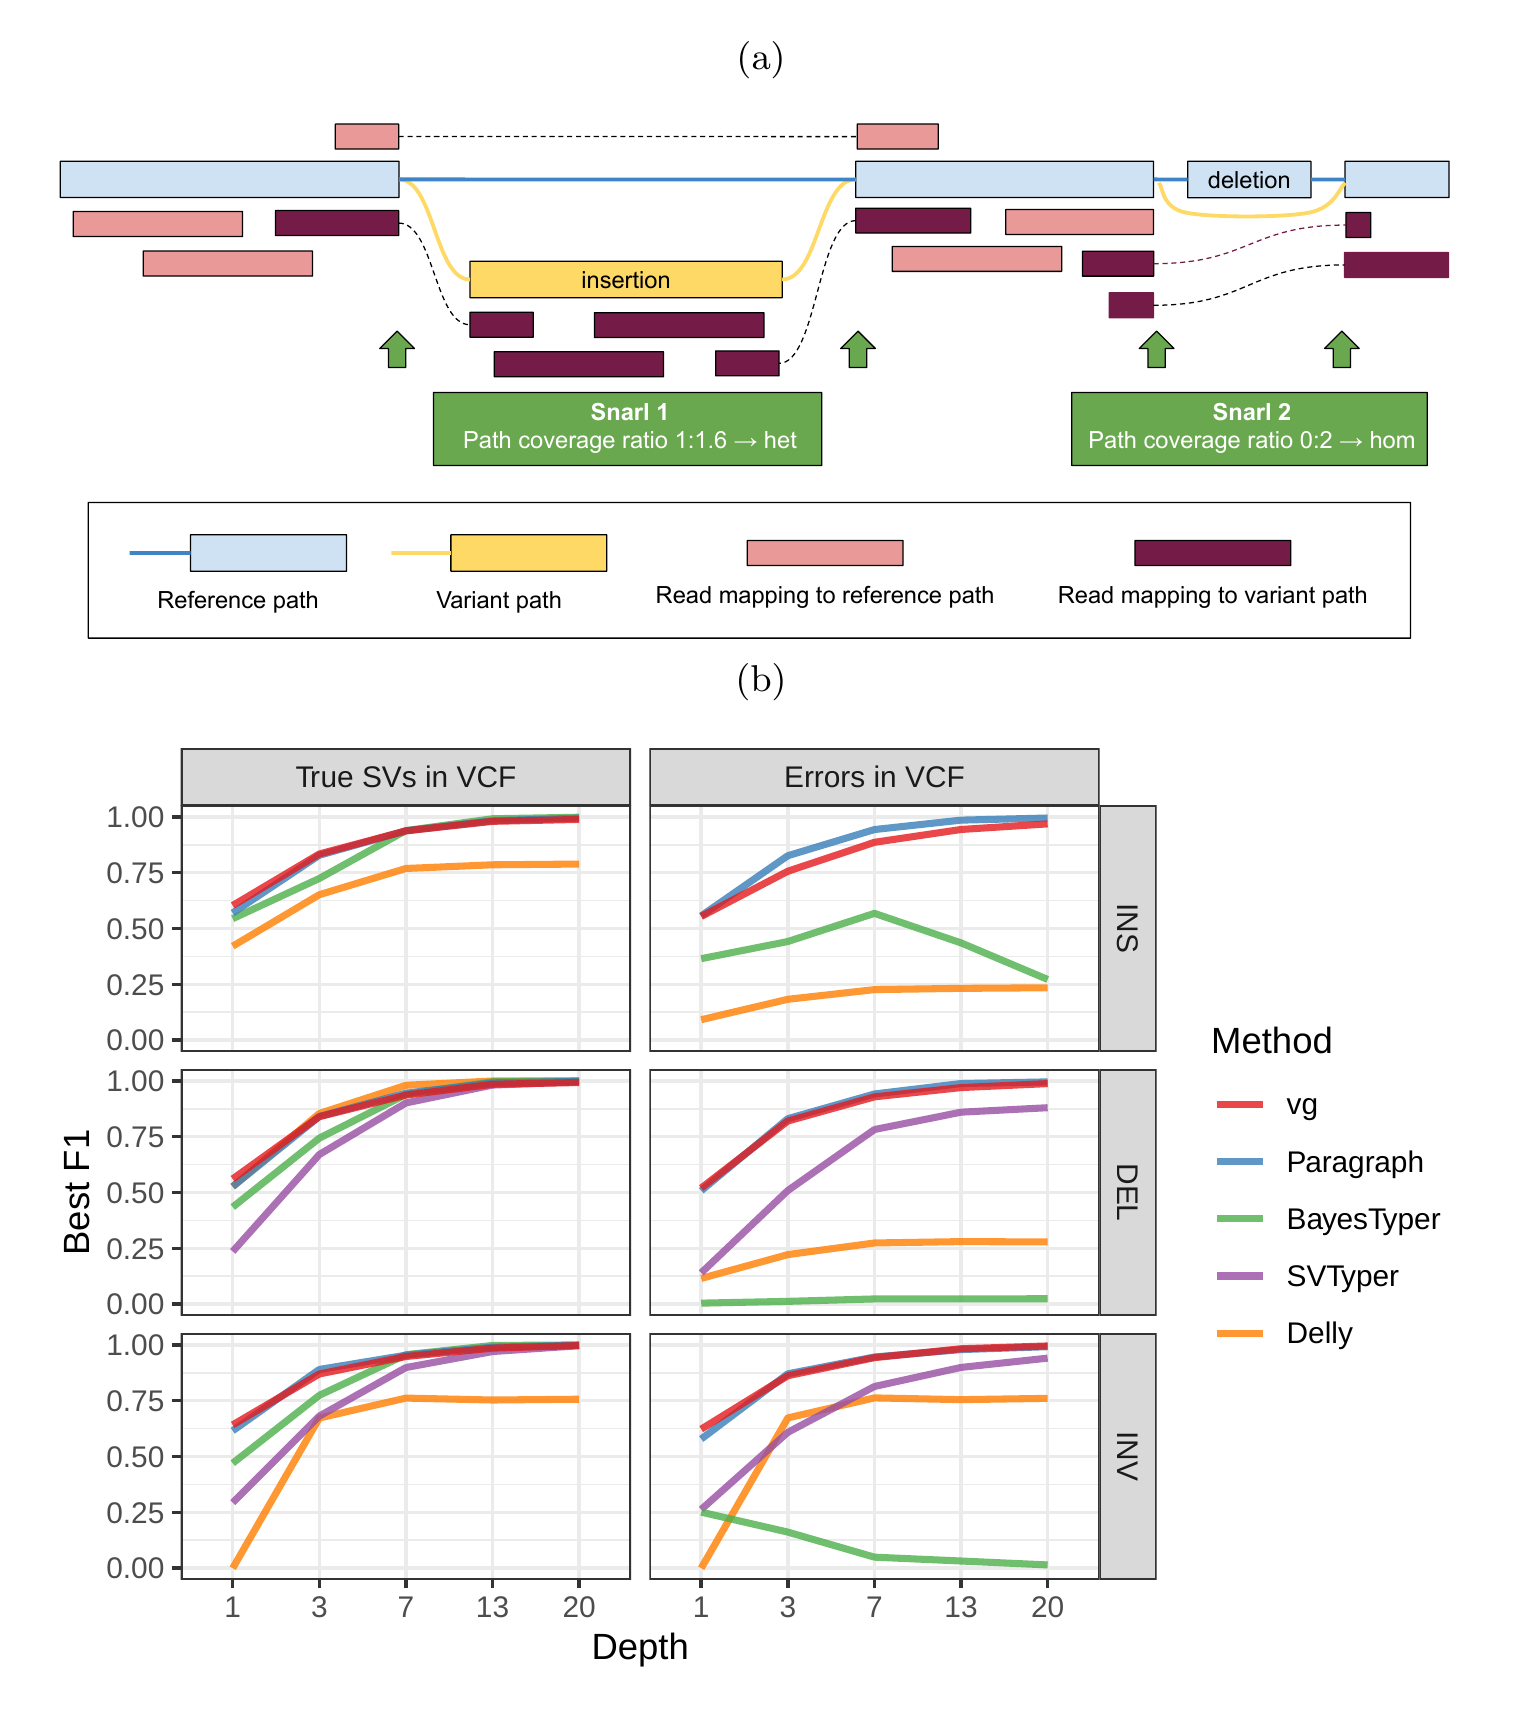 (a)
deletion
insertion
Snarl 1
Path coverage ratio 1:1.6 → het
Snarl 2
Path coverage ratio 0:2 → hom
Reference path
Variant path
Read mapping to reference path
Read mapping to variant path
(b)
True SVs in VCF
Errors in VCF
1.00
0.75
0.50
0.25
0.00
INS
1.00
0.75
0.50
0.25
0.00
DEL
1.00
0.75
0.50
0.25
0.00
INV
Best F1
1 3 7 13 20
1 3 7 13 20
Depth
Method
vg
Paragraph
BayesTyper
SVTyper
Delly